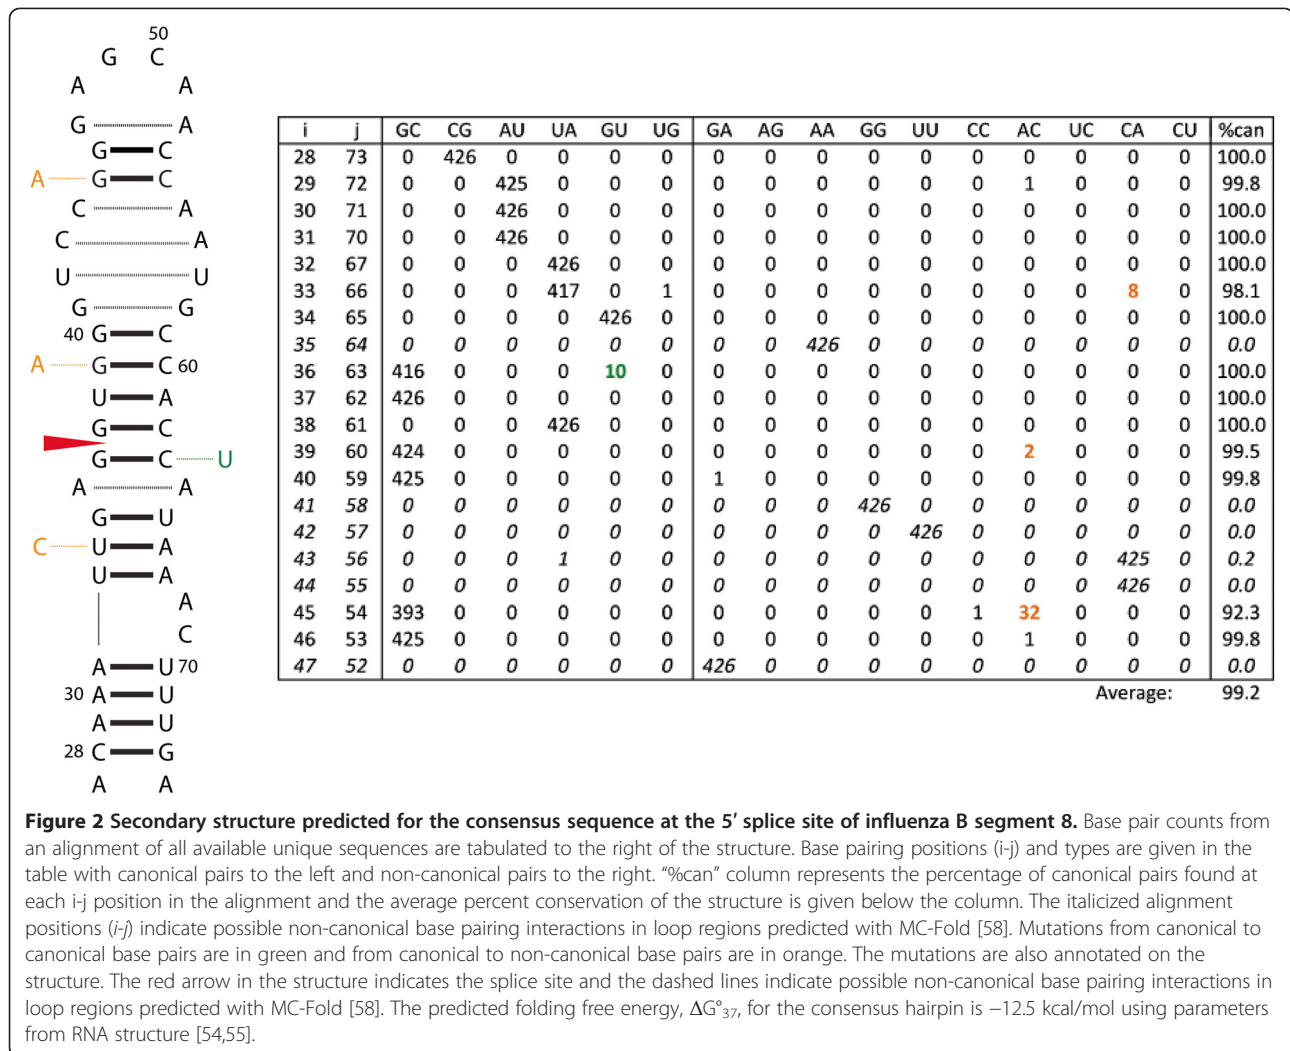 50
G C
A A
G A
G C
A G C
C A
C A
U U
G G
40 G C
A G C 60
U A
G C
G C U
A A
G U
C U A
U A
A
C
A U 70
30 A U
A U
28 C G
A A
i j GC CG AU UA GU UG GA AG AA GG UU CC AC UC CA CU %can
28 73 0 426 0 0 0 0 0 0 0 0 0 0 0 0 0 0 100.0
29 72 0 0 425 0 0 0 0 0 0 0 0 0 1 0 0 0 99.8
30 71 0 0 426 0 0 0 0 0 0 0 0 0 0 0 0 0 100.0
31 70 0 0 426 0 0 0 0 0 0 0 0 0 0 0 0 0 100.0
32 67 0 0 0 426 0 0 0 0 0 0 0 0 0 0 0 0 100.0
33 66 0 0 0 417 0 1 0 0 0 0 0 0 0 0 8 0 98.1
34 65 0 0 0 0 426 0 0 0 0 0 0 0 0 0 0 0 100.0
35 64 0 0 0 0 0 0 0 0 426 0 0 0 0 0 0 0 0.0
36 63 416 0 0 0 10 0 0 0 0 0 0 0 0 0 0 0 100.0
37 62 426 0 0 0 0 0 0 0 0 0 0 0 0 0 0 0 100.0
38 61 0 0 0 426 0 0 0 0 0 0 0 0 0 0 0 0 100.0
39 60 424 0 0 0 0 0 0 0 0 0 0 0 2 0 0 0 99.5
40 59 425 0 0 0 0 0 1 0 0 0 0 0 0 0 0 0 99.8
41 58 0 0 0 0 0 0 0 0 0 426 0 0 0 0 0 0 0.0
42 57 0 0 0 0 0 0 0 0 0 0 426 0 0 0 0 0 0.0
43 56 0 0 0 1 0 0 0 0 0 0 0 0 0 0 425 0 0.2
44 55 0 0 0 0 0 0 0 0 0 0 0 0 0 0 426 0 0.0
45 54 393 0 0 0 0 0 0 0 0 0 0 1 32 0 0 0 92.3
46 53 425 0 0 0 0 0 0 0 0 0 0 0 1 0 0 0 99.8
47 52 0 0 0 0 0 0 426 0 0 0 0 0 0 0 0 0 0.0
Average: 99.2
Figure 2 Secondary structure predicted for the consensus sequence at the 5′ splice site of influenza B segment 8. Base pair counts from
an alignment of all available unique sequences are tabulated to the right of the structure. Base pairing positions (i-j) and types are given in the
table with canonical pairs to the left and non-canonical pairs to the right. “%can” column represents the percentage of canonical pairs found at
each i-j position in the alignment and the average percent conservation of the structure is given below the column. The italicized alignment
positions (i-j) indicate possible non-canonical base pairing interactions in loop regions predicted with MC-Fold [58]. Mutations from canonical to
canonical base pairs are in green and from canonical to non-canonical base pairs are in orange. The mutations are also annotated on the
structure. The red arrow in the structure indicates the splice site and the dashed lines indicate possible non-canonical base pairing interactions in
loop regions predicted with MC-Fold [58]. The predicted folding free energy, ΔG°37, for the consensus hairpin is −12.5 kcal/mol using parameters
from RNA structure [54,55].